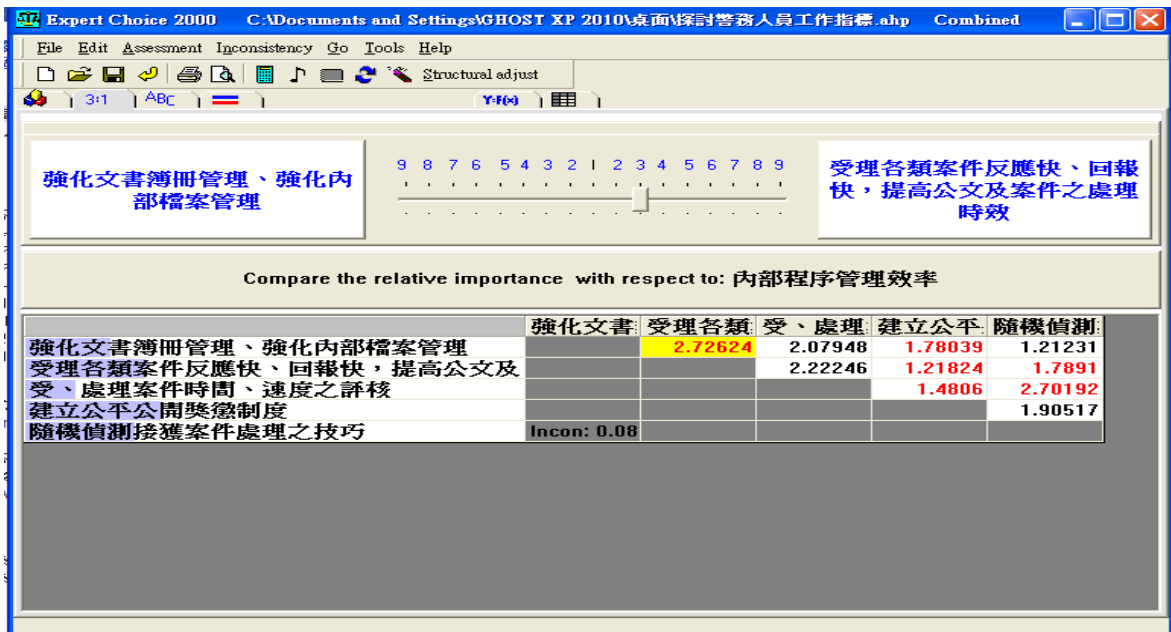 Expert Choice 2000 C:\Documents and Settings\GHOST XP 2010\桌面\探討警務人員工作指標.ahp Combined
File Edit Assessment Inconsistency Go Tools Help
Structural adjust
3:1 ABC Y=F(x)
9 8 7 6 5 4 3 2 1 2 3 4 5 6 7 8 9
強化文書簿冊管理、強化內
部檔案管理
受理各類案件反應快、回報
快，提高公文及案件之處理
時效
Compare the relative importance with respect to: 內部程序管理效率
強化文書 受理各類 受、處理 建立公平 隨機偵測
強化文書簿冊管理、強化內部檔案管理 2.72624 2.07948 1.78039 1.21231
受理各類案件反應快、回報快，提高公文及 2.22246 1.21824 1.7891
受、處理案件時間、速度之評核 1.4806 2.70192
建立公平公開獎懲制度 1.90517
隨機偵測接獲案件處理之技巧 Incon: 0.08